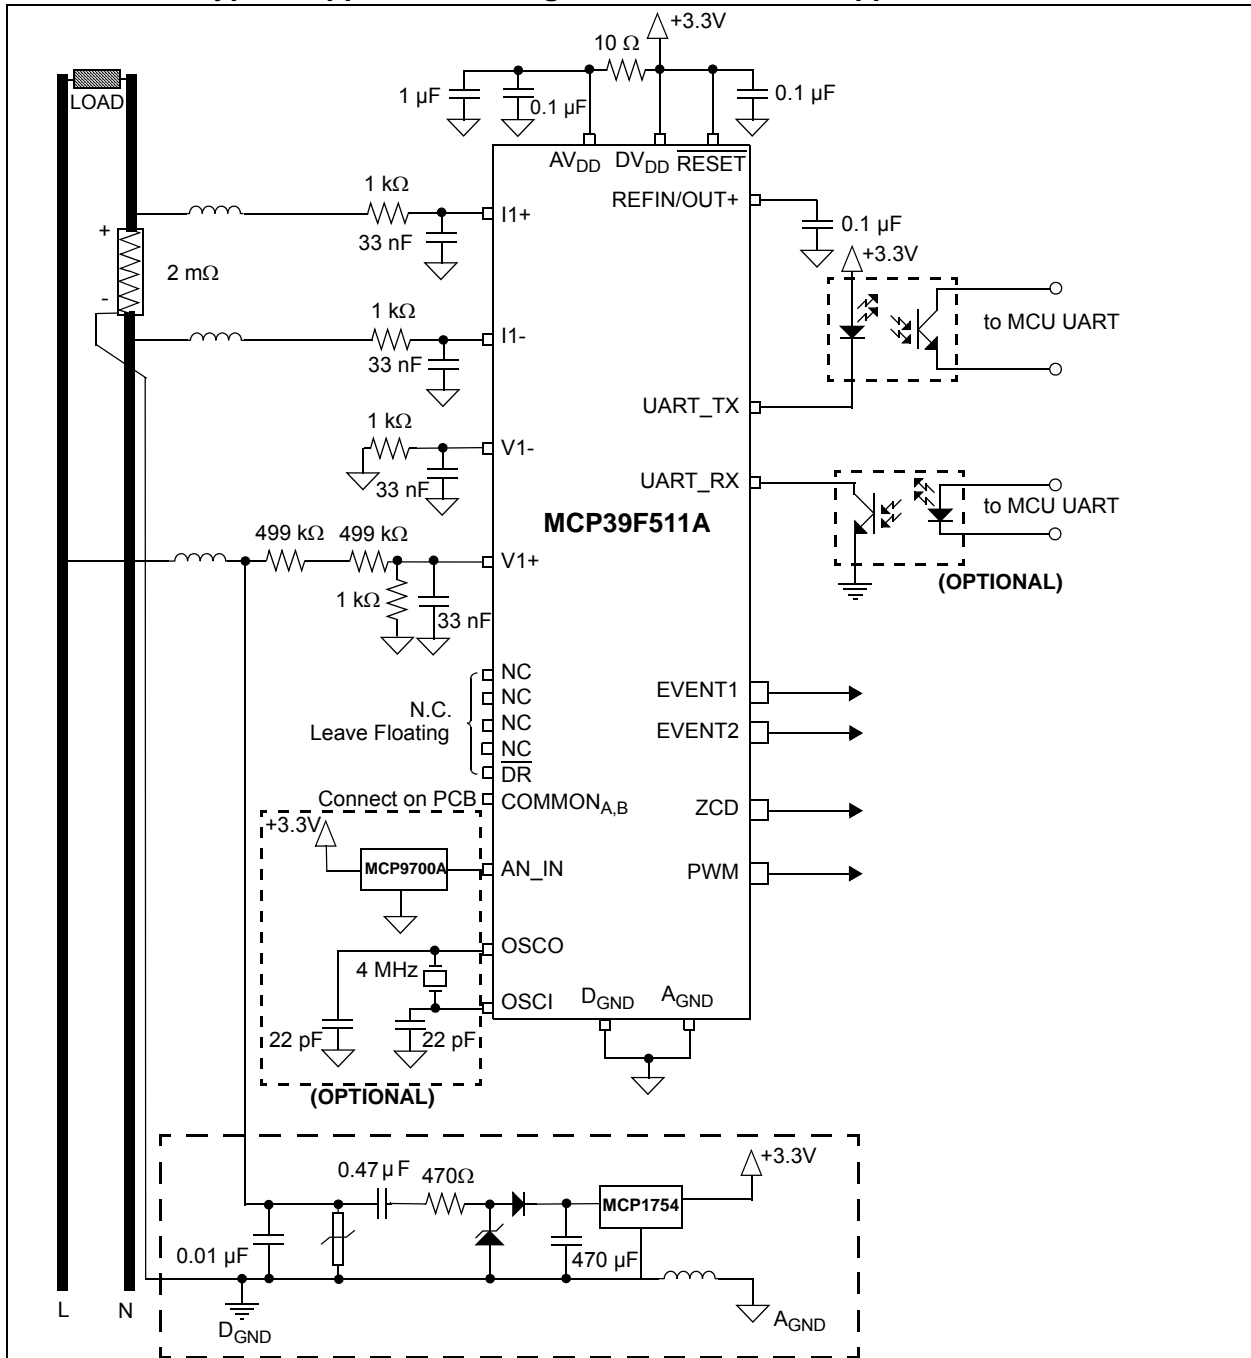 +3.3V
10 Ω
LOAD
1 µF
0.1 µF
0.1 µF
AVDD
DVDD
RESET
1 kΩ
REFIN/OUT+
I1+
33 nF
0.1 µF
+3.3V
+
2 mΩ
-
1 kΩ
to MCU UART
I1-
33 nF
UART_TX
1 kΩ
V1-
33 nF
UART_RX
to MCU UART
MCP39F511A
499 kΩ
499 kΩ
V1+
(OPTIONAL)
1 kΩ
33 nF
NC
NC
NC
NC
DR
N.C.
Leave Floating
EVENT1
EVENT2
Connect on PCB
COMMONA,B
ZCD
+3.3V
MCP9700A
AN_IN
PWM
OSCO
4 MHz
OSCI
DGND
AGND
22 pF
22 pF
(OPTIONAL)
0.47µ F
470Ω
+3.3V
MCP1754
0.01 µF
470 µF
L
N
DGND
AGND